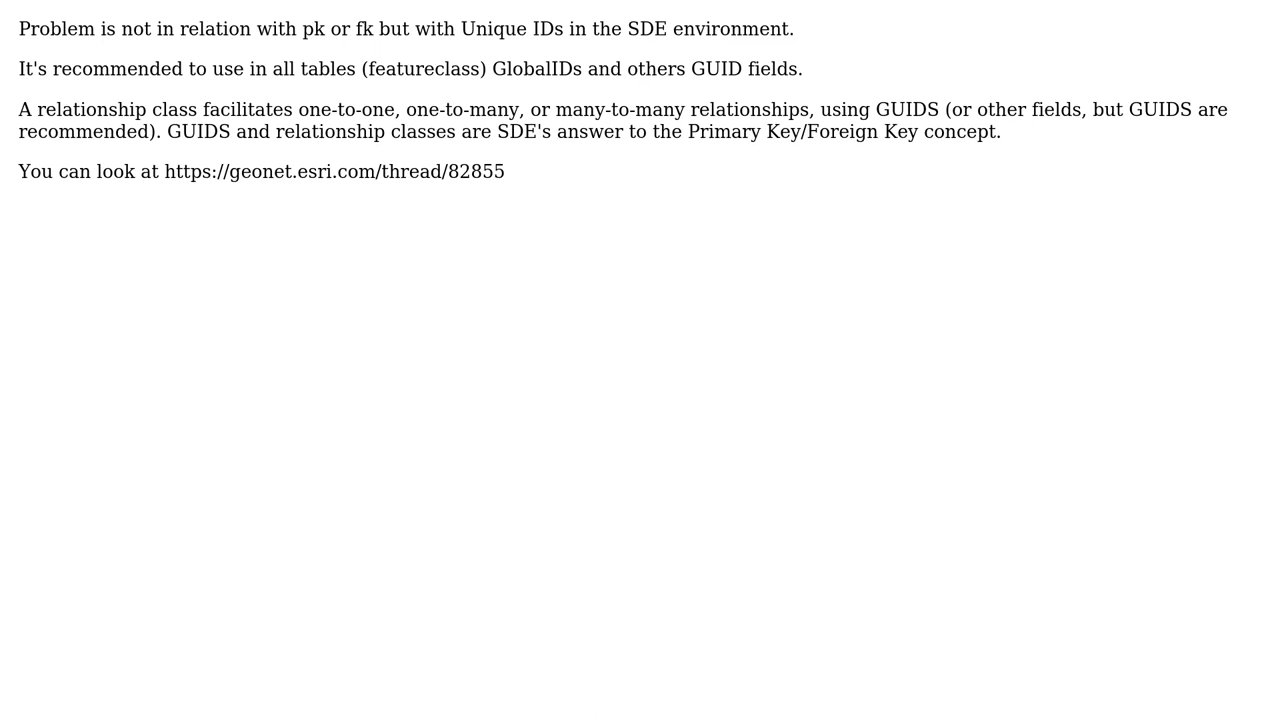 Problem is not in relation with pk or fk but with Unique IDs in the SDE environment.
It's recommended to use in all tables (featureclass) GlobalIDs and others GUID fields.
A relationship class facilitates one-to-one, one-to-many, or many-to-many relationships, using GUIDS (or other fields, but GUIDS are
recommended). GUIDS and relationship classes are SDE's answer to the Primary Key/Foreign Key concept.
You can look at https://geonet.esri.com/thread/82855